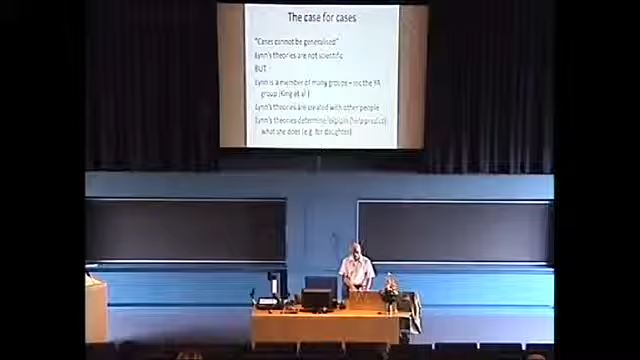 The case for cases
"Cases cannot be generalised"
Lynn's theories are not scientific
BUT
Lynn is a member of many groups – inc the YA
group (King et al)
Lynn's theories are created with other people
Lynn's theories determine/explain (help predict)
what she does (e.g. for daughter)